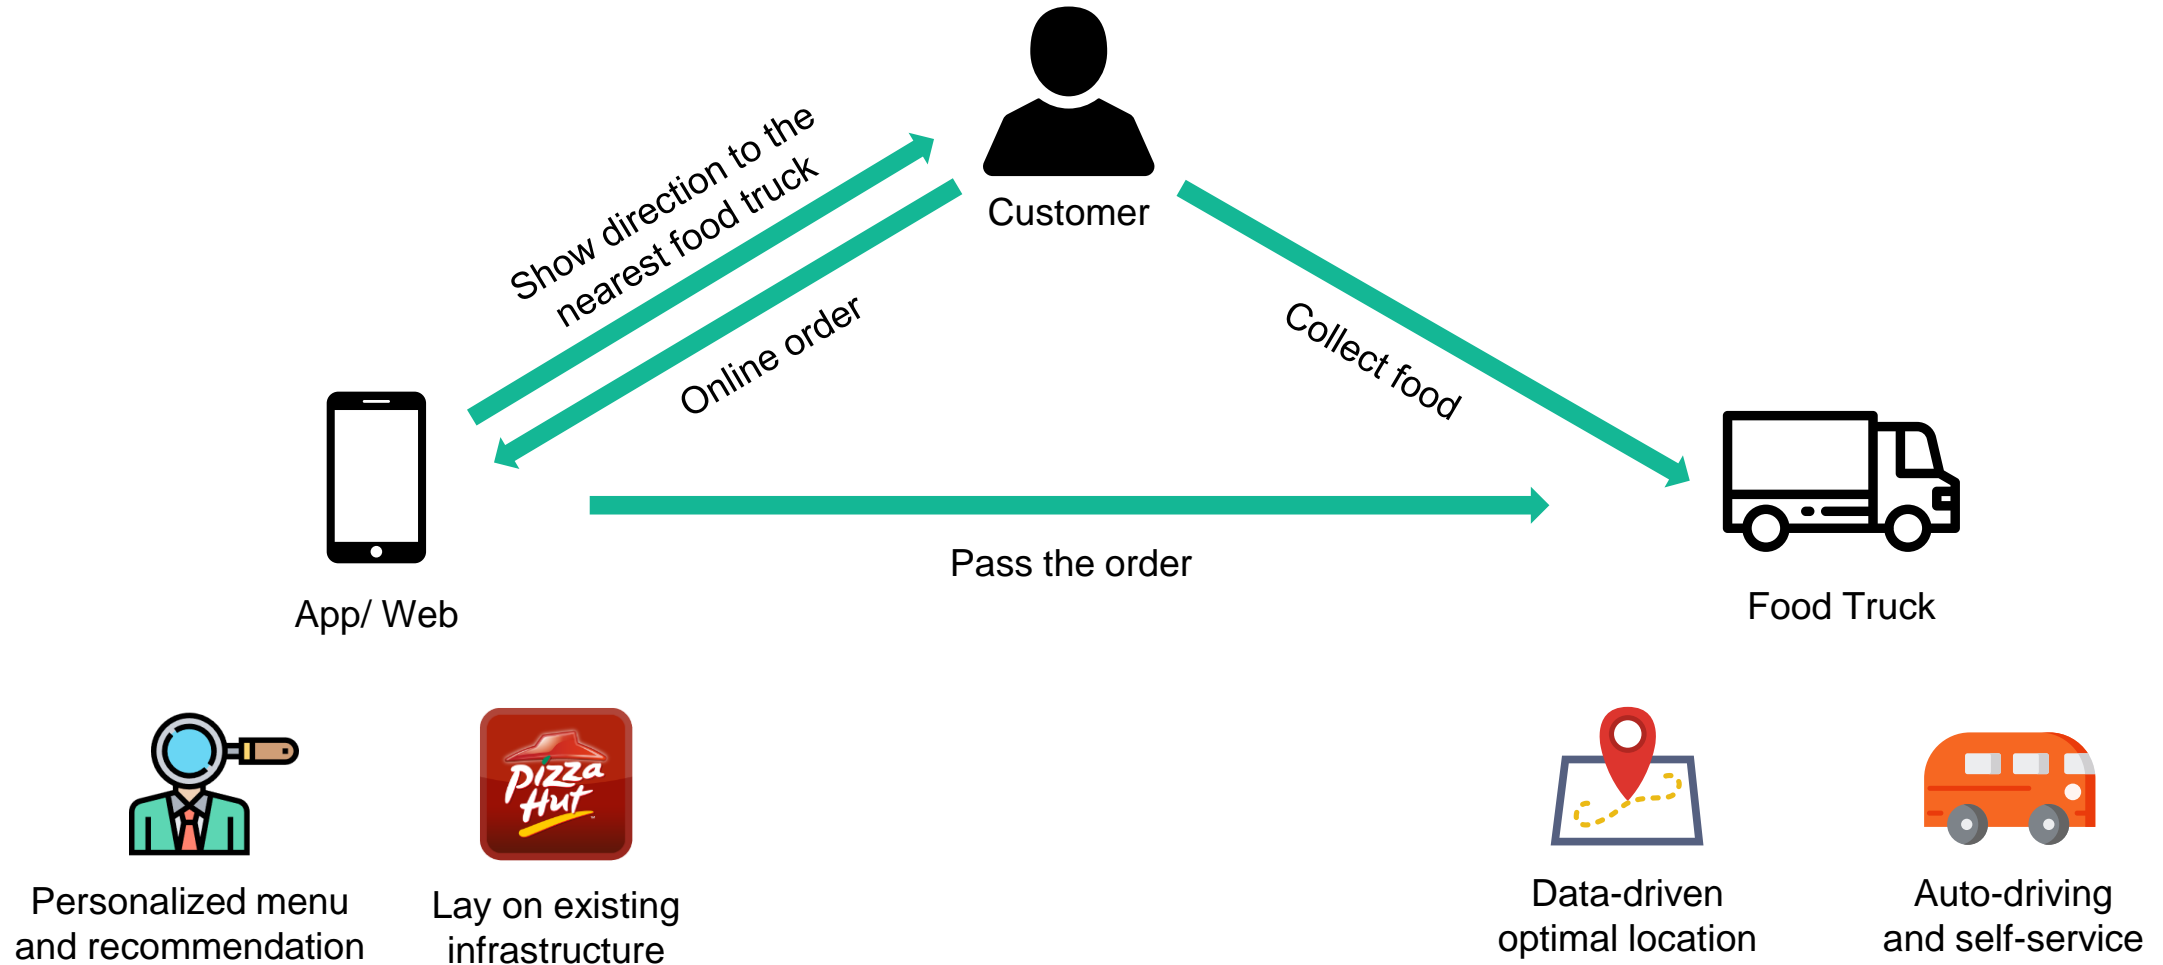 Customer
Show direction to the
nearest food truck
Online order
Collect food
Pass the order
App/ Web
Food Truck
Pizza
Hut
Personalized menu
and recommendation
Lay on existing
infrastructure
Data-driven
optimal location
Auto-driving
and self-service